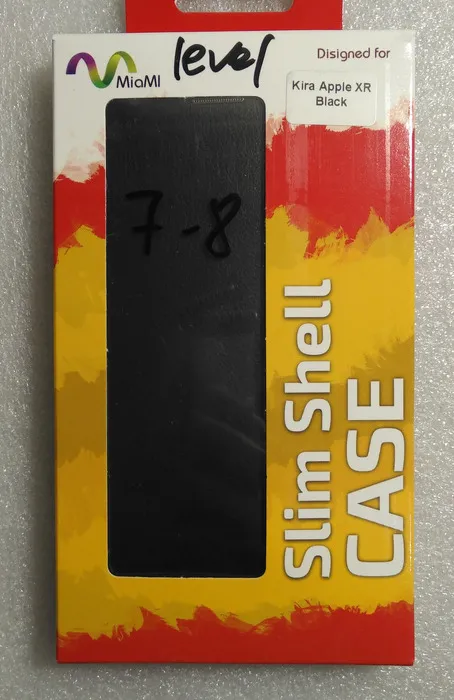 MiaMI
level
Disigned for
Kira Apple XR
Black
7-8
Slim Shell
CASE